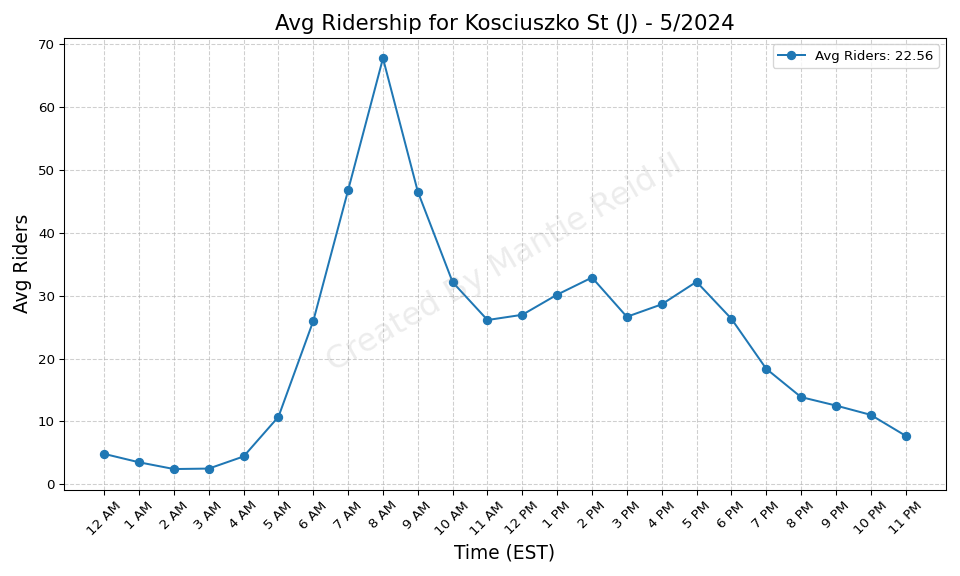 Avg Ridership for Kosciuszko St (J) - 5/2024
Avg Riders: 22.56
70
60
50
40
30
20
10
0
Avg Riders
Created By Mantie Reid II
12 AM
1 AM
2 AM
3 AM
4 AM
5 AM
6 AM
7 AM
8 AM
9 AM
10 AM
11 AM
12 PM
1 PM
2 PM
3 PM
4 PM
5 PM
6 PM
7 PM
8 PM
9 PM
10 PM
11 PM
Time (EST)